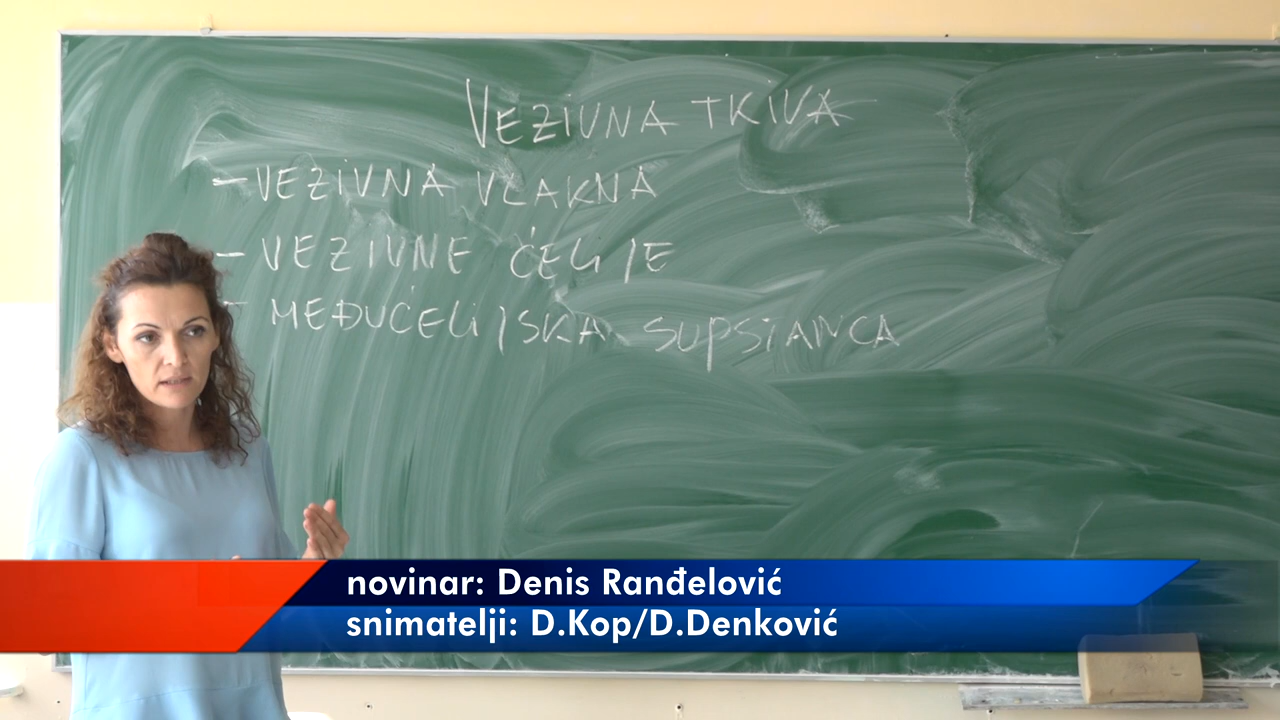 VEZIVNA TKIVA
- VEZIVNA VLAKNA
- VEZIVNE ĆELIJE
- MEĐUĆELIJSKA SUPSTANCA
novinar: Denis Ranđelović
snimatelji: D.Kop/D.Denković